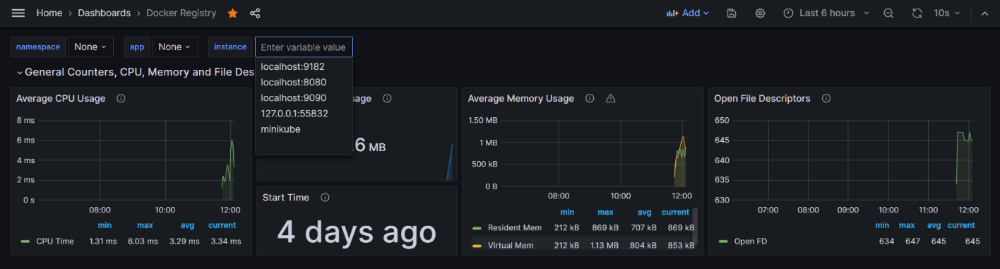 Home › Dashboards › Docker Registry
Add
Last 6 hours
10s
namespace None
app None
instance Enter variable value
localhost:9182
localhost:8080
localhost:9090
127.0.0.1:55832
minikube
General Counters, CPU, Memory and File Des
Average CPU Usage
8 ms
6 ms
4 ms
2 ms
0 s
08:00 10:00 12:00
min max avg current
CPU Time 1.31 ms 6.03 ms 3.29 ms 3.34 ms
6 MB
Start Time
4 days ago
Average Memory Usage
1.50 MB
1 MB
500 kB
0 B
08:00 10:00 12:00
min max avg current
Resident Mem 212 kB 869 kB 707 kB 869 kB
Virtual Mem 212 kB 1.13 MB 804 kB 853 kB
Open File Descriptors
650
645
640
635
630
07:00 08:00 09:00 10:00 11:00 12:00
min max avg current
Open FD 634 647 645 645